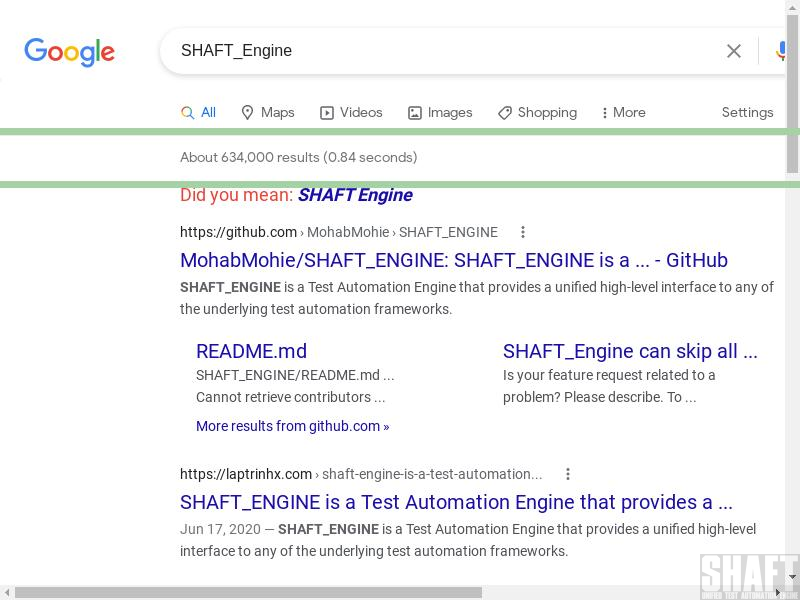 Google
SHAFT_Engine
All Maps Videos Images Shopping More Settings
About 634,000 results (0.84 seconds)
Did you mean: SHAFT Engine
https://github.com › MohabMohie › SHAFT_ENGINE
MohabMohie/SHAFT_ENGINE: SHAFT_ENGINE is a ... - GitHub
SHAFT_ENGINE is a Test Automation Engine that provides a unified high-level interface to any of
the underlying test automation frameworks.
README.md
SHAFT_ENGINE/README.md ...
Cannot retrieve contributors ...
SHAFT_Engine can skip all ...
Is your feature request related to a
problem? Please describe. To ...
More results from github.com »
https://laptrinhx.com › shaft-engine-is-a-test-automation...
SHAFT_ENGINE is a Test Automation Engine that provides a ...
Jun 17, 2020 — SHAFT_ENGINE is a Test Automation Engine that provides a unified high-level
interface to any of the underlying test automation frameworks.
SHAFT